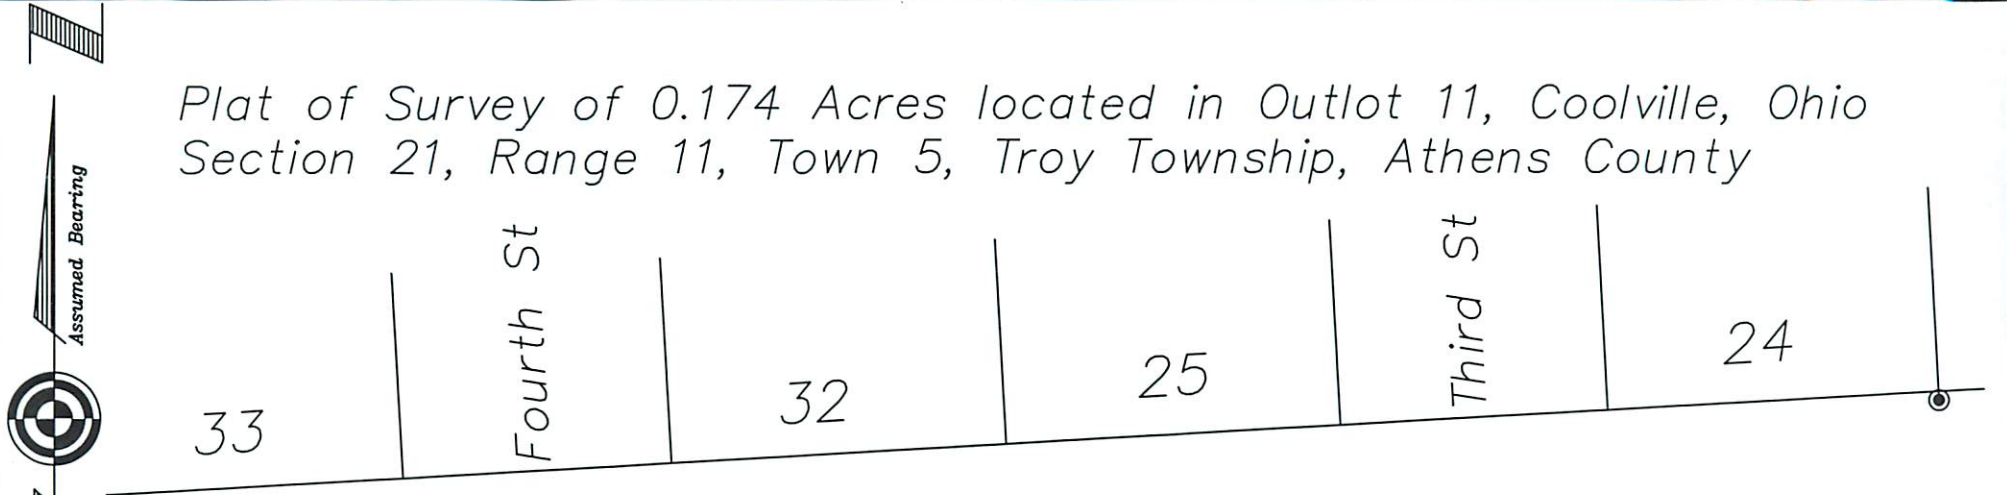 N
Plat of Survey of 0.174 Acres located in Outlot 11, Coolville, Ohio
Section 21, Range 11, Town 5, Troy Township, Athens County
Assumed Bearing
33
Fourth St
32
25
Third St
24